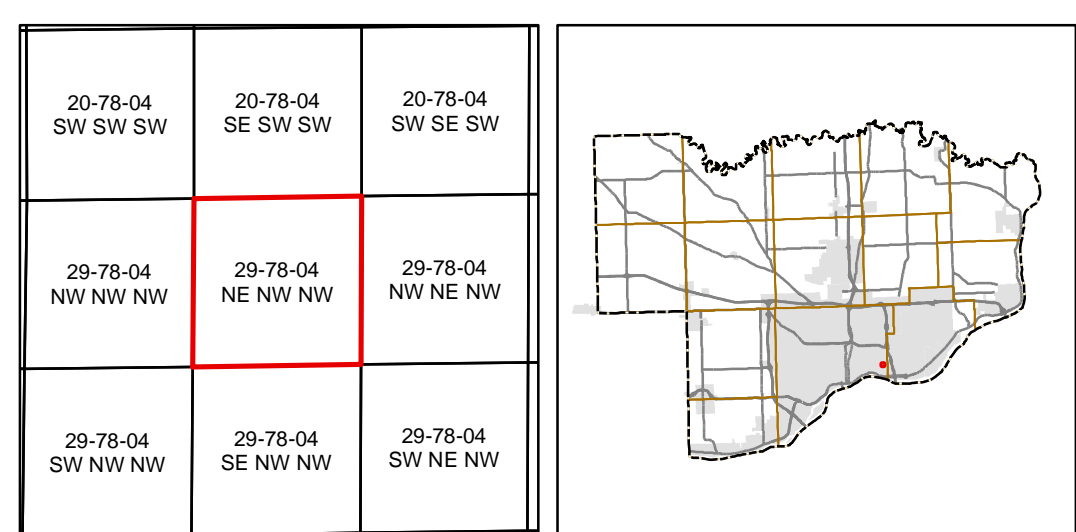 20-78-04
SW SW SW
20-78-04
SE SW SW
20-78-04
SW SE SW
29-78-04
NW NW NW
29-78-04
NE NW NW
29-78-04
NW NE NW
29-78-04
SW NW NW
29-78-04
SE NW NW
29-78-04
SW NE NW